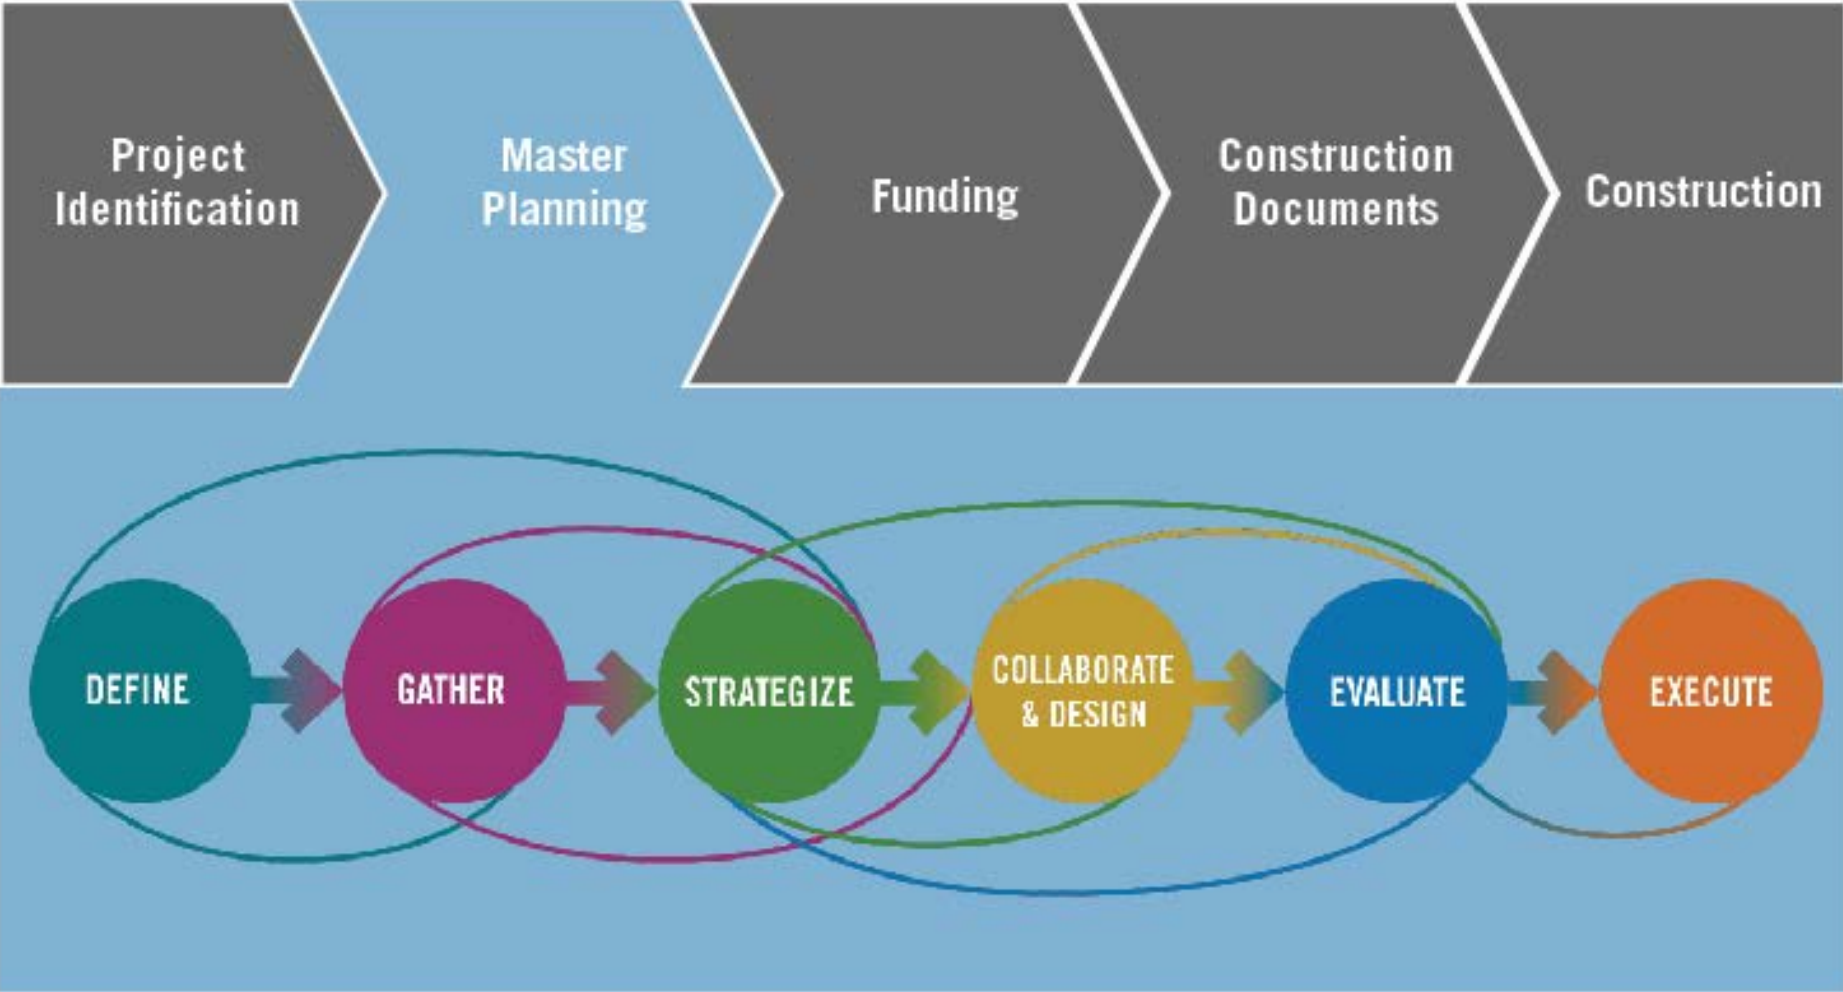 Project
Identification
Master
Planning
Funding
Construction
Documents
Construction
DEFINE
GATHER
STRATEGIZE
COLLABORATE
& DESIGN
EVALUATE
EXECUTE